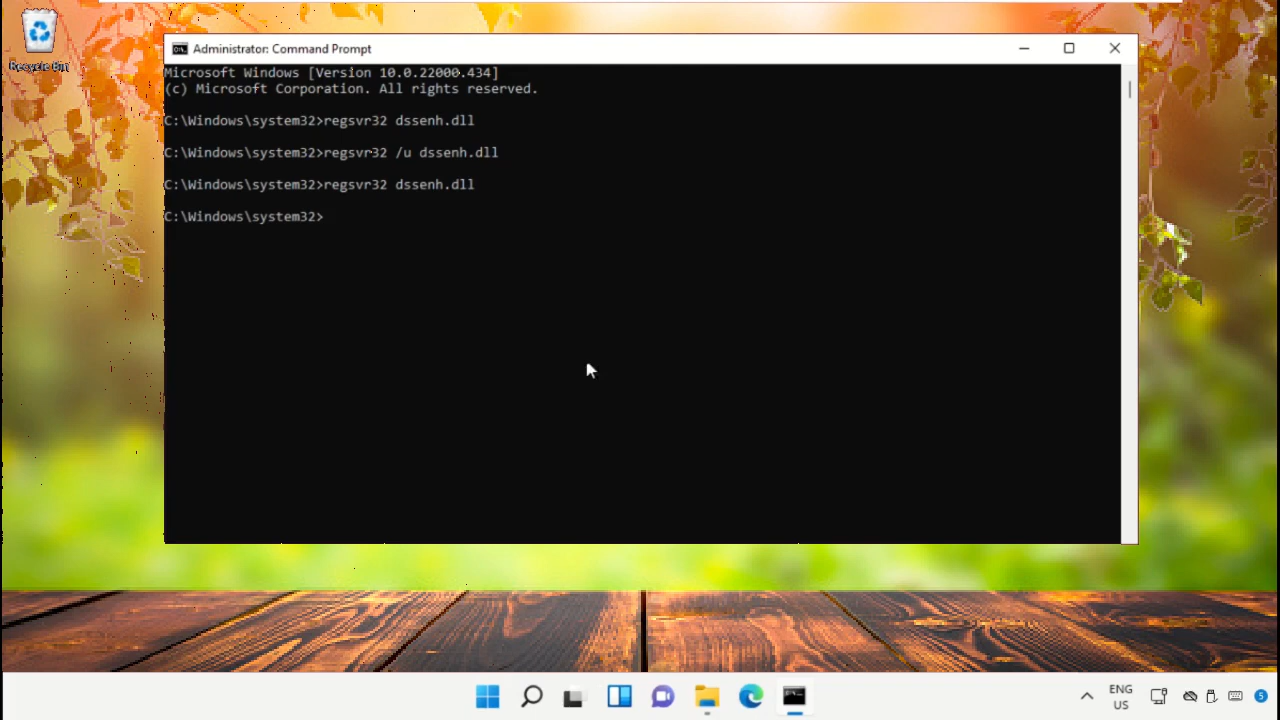 Recycle Bin
Administrator: Command Prompt
Microsoft Windows [Version 10.0.22000.434]
(c) Microsoft Corporation. All rights reserved.
C:\Windows\system32>regsvr32 dssenh.dll
C:\Windows\system32>regsvr32 /u dssenh.dll
C:\Windows\system32>regsvr32 dssenh.dll
C:\Windows\system32>
ENG
US
5